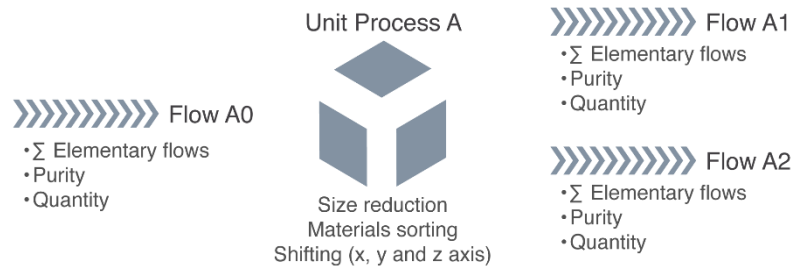 Unit Process A
Flow A0
•∑ Elementary flows
•Purity
•Quantity
Size reduction
Materials sorting
Shifting (x, y and z axis)
Flow A1
•∑ Elementary flows
•Purity
•Quantity
Flow A2
•∑ Elementary flows
•Purity
•Quantity